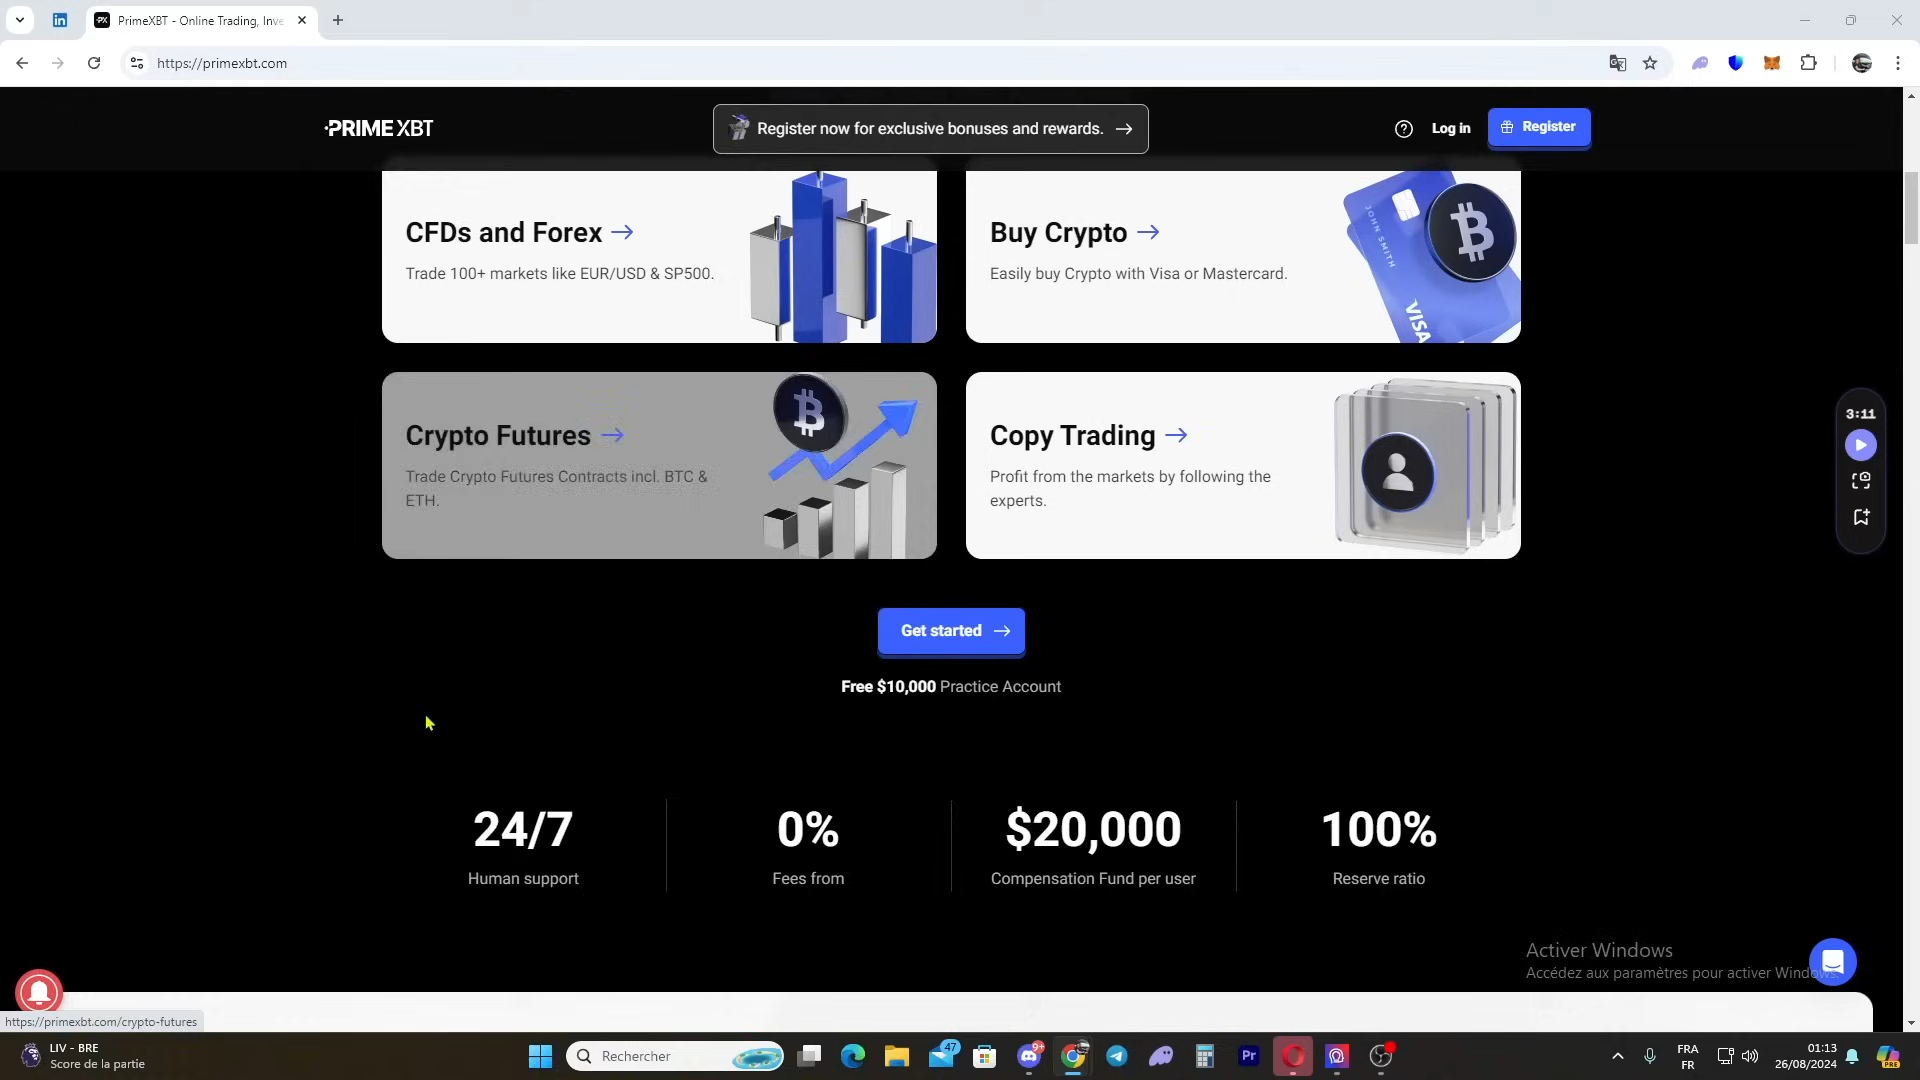 PrimeXBT - Online Trading, Inve
https://primexbt.com
PRIME XBT
Register now for exclusive bonuses and rewards.
Log in
Register
CFDs and Forex
Trade 100+ markets like EUR/USD & SP500.
Buy Crypto
Easily buy Crypto with Visa or Mastercard.
JOHN SMITH
VISA
Crypto Futures
Trade Crypto Futures Contracts incl. BTC &
ETH.
Copy Trading
Profit from the markets by following the
experts.
3:11
Get started
Free $10,000 Practice Account
24/7
Human support
0%
Fees from
$20,000
Compensation Fund per user
100%
Reserve ratio
Activer Windows
Accédez aux paramètres pour activer Windows.
https://primexbt.com/crypto-futures
LIV - BRE
Score de la partie
Rechercher
47
9+
Pr
FRA
FR
01:13
26/08/2024
PRE